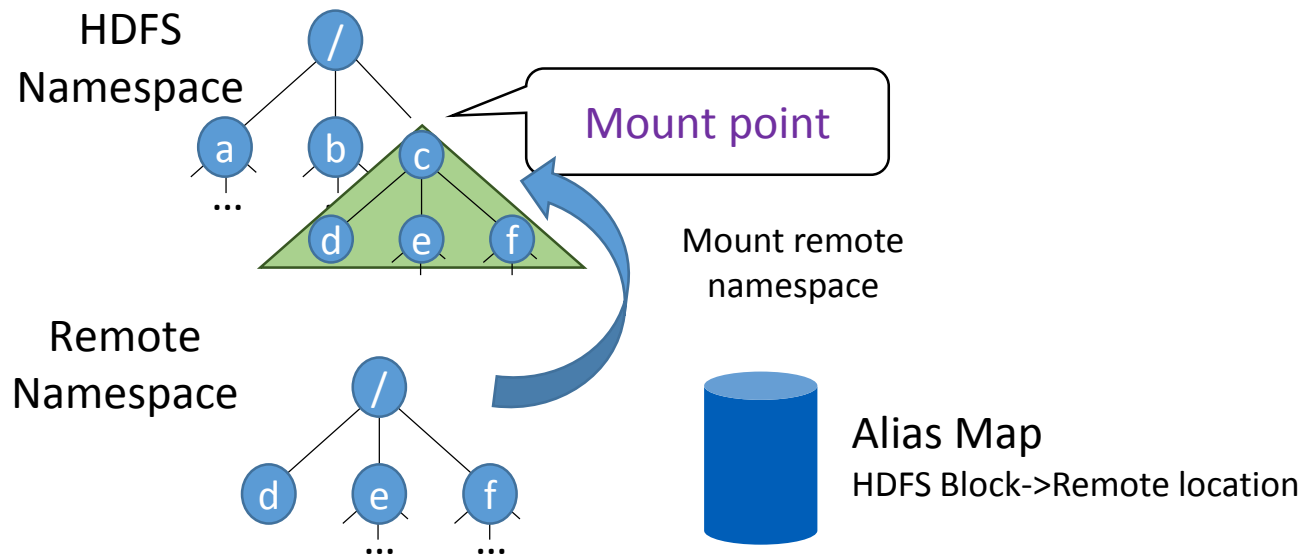 HDFS
Namespace
/
Mount point
a
b
c
...
d
e
f
Mount remote
namespace
Remote
Namespace
/
d
e
f
...
...
Alias Map
HDFS Block->Remote location